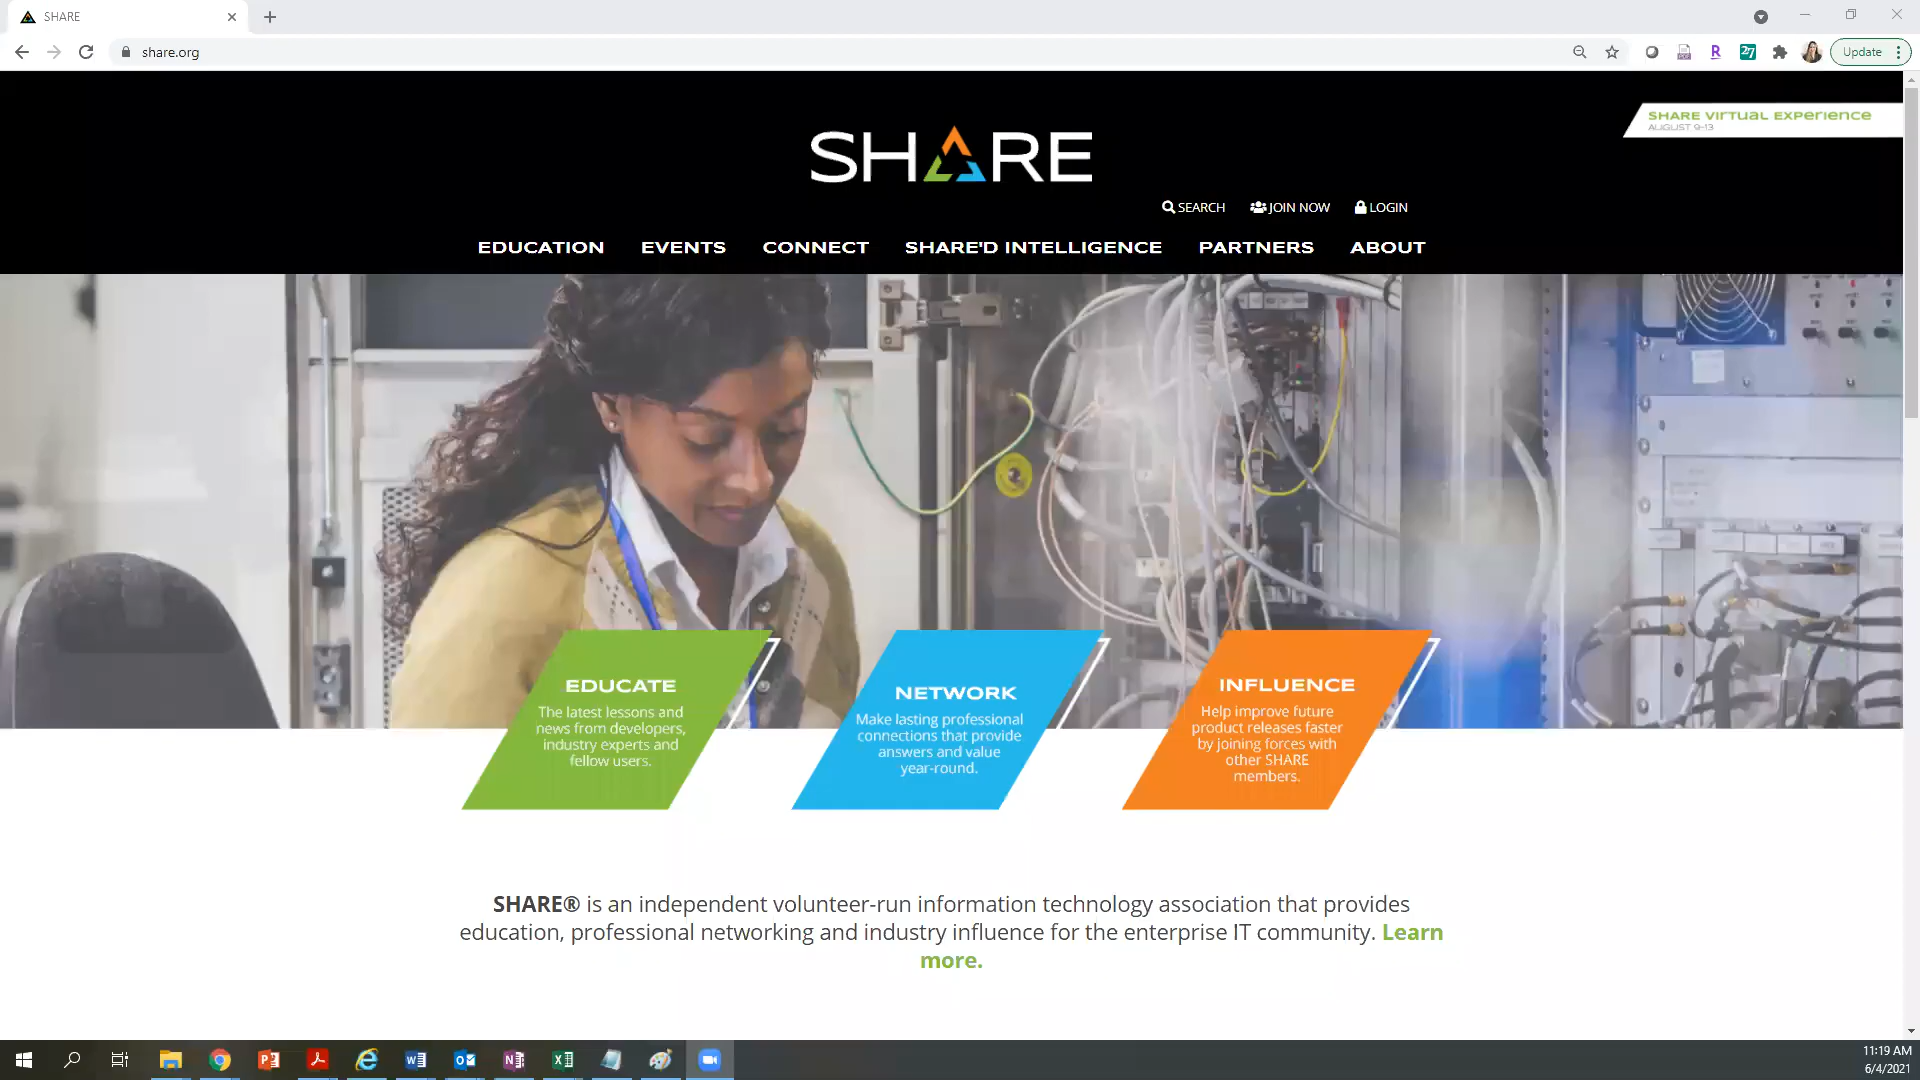 SHARE
share.org
Update
SHARE VIRTUAL EXPERIENCE
AUGUST 9-13
SHARE
SEARCH JOIN NOW LOGIN
EDUCATION EVENTS CONNECT SHARE'D INTELLIGENCE PARTNERS ABOUT
EDUCATE
The latest lessons and
news from developers,
industry experts and
fellow users.
NETWORK
Make lasting professional
connections that provide
answers and value
year-round.
INFLUENCE
Help improve future
product releases faster
by joining forces with
other SHARE
members.
SHARE® is an independent volunteer-run information technology association that provides
education, professional networking and industry influence for the enterprise IT community. Learn
more.
11:19 AM
6/4/2021